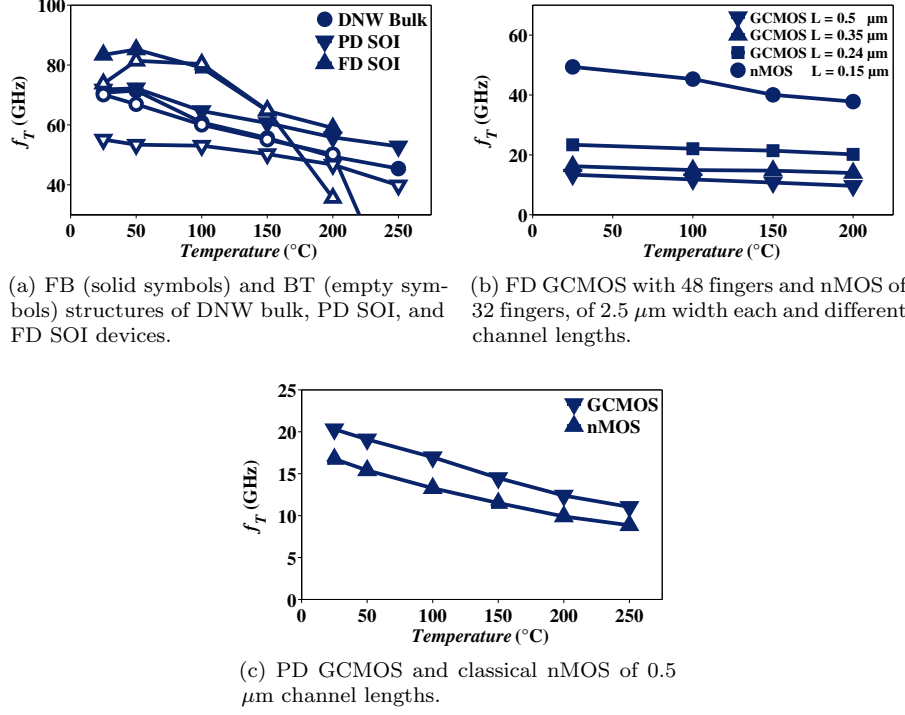 100
80
60
40
f_T (GHz)
DNW Bulk
PD SOI
FD SOI
0 50 100 150 200 250
Temperature (°C)
(a) FB (solid symbols) and BT (empty sym-
bols) structures of DNW bulk, PD SOI, and
FD SOI devices.
60
40
20
0
f_T (GHz)
GCMOS L = 0.5 µm
GCMOS L = 0.35 µm
GCMOS L = 0.24 µm
nMOS L = 0.15 µm
0 50 100 150 200
Temperature (°C)
(b) FD GCMOS with 48 fingers and nMOS of
32 fingers, of 2.5 µm width each and different
channel lengths.
25
20
15
10
5
0
f_T (GHz)
GCMOS
nMOS
0 50 100 150 200 250
Temperature (°C)
(c) PD GCMOS and classical nMOS of 0.5
µm channel lengths.